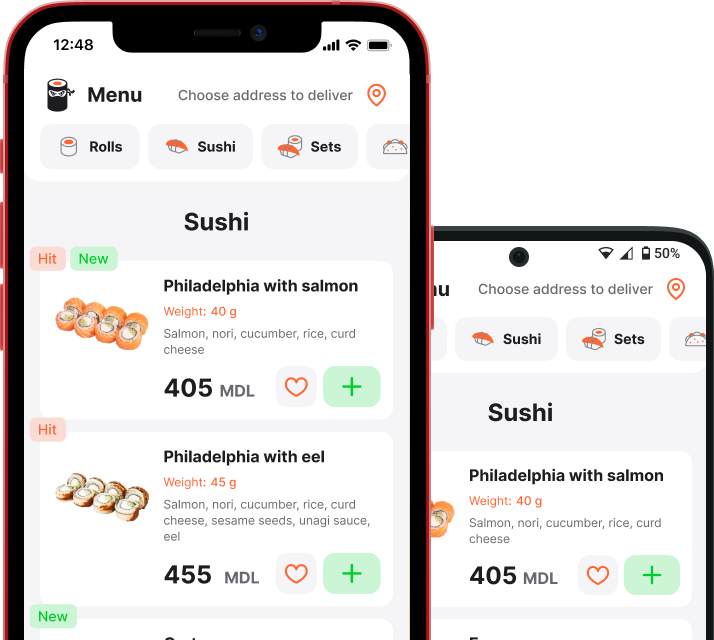 12:48
Menu
Choose address to deliver
Rolls
Sushi
Sets
Sushi
Hit
New
Philadelphia with salmon
Weight: 40 g
Salmon, nori, cucumber, rice, curd
cheese
405 MDL
Hit
Philadelphia with eel
Weight: 45 g
Salmon, nori, cucumber, rice, curd
cheese, sesame seeds, unagi sauce,
eel
455 MDL
New
50%
nu
Choose address to deliver
Sushi
Sets
Sushi
Philadelphia with salmon
Weight: 40 g
Salmon, nori, cucumber, rice, curd
cheese
405 MDL